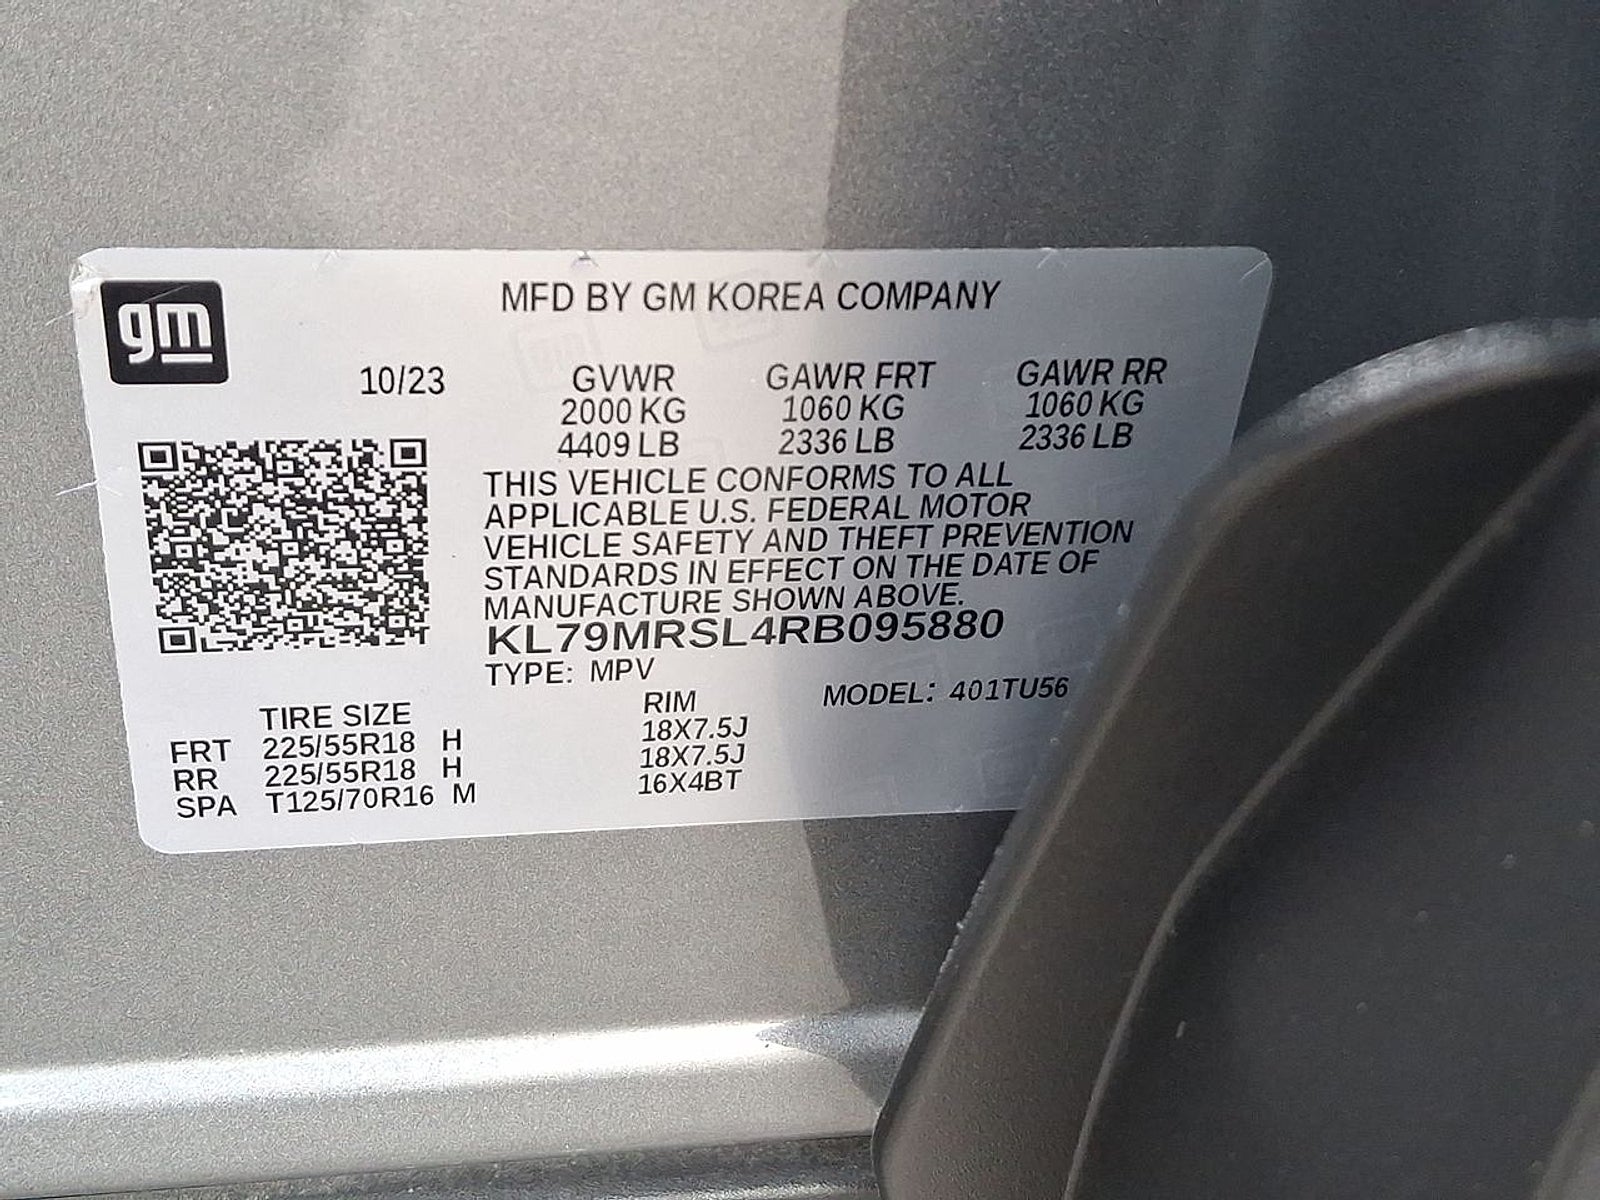 gm
MFD BY GM KOREA COMPANY
10/23 GVWR GAWR FRT GAWR RR
2000 KG 1060 KG 1060 KG
4409 LB 2336 LB 2336 LB
THIS VEHICLE CONFORMS TO ALL
APPLICABLE U.S. FEDERAL MOTOR
VEHICLE SAFETY AND THEFT PREVENTION
STANDARDS IN EFFECT ON THE DATE OF
MANUFACTURE SHOWN ABOVE.
KL79MRSL4RB095880
TYPE: MPV MODEL: 401TU56
TIRE SIZE RIM
FRT 225/55R18 H 18X7.5J
RR 225/55R18 H 18X7.5J
SPA T125/70R16 M 16X4BT